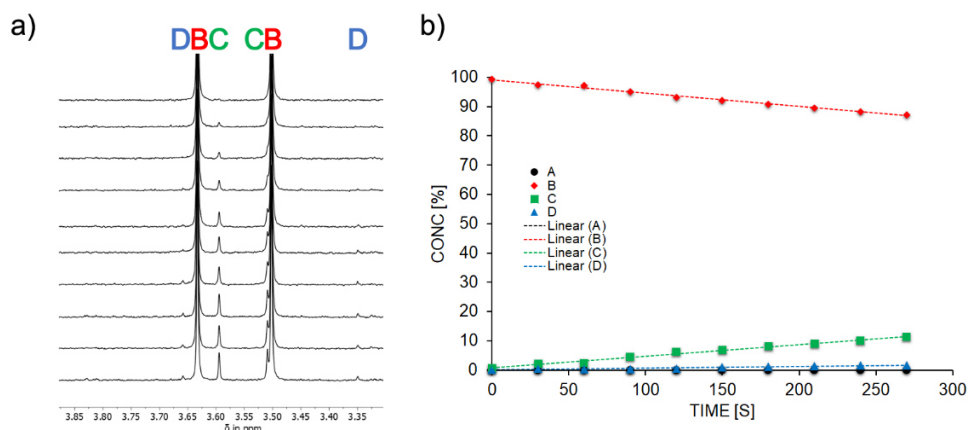 a)
D B C C B D
3.85 3.80 3.75 3.70 3.65 3.60 3.55 3.50 3.45 3.40 3.35
δ in ppm
b)
100
90
80
70
60
50
40
30
20
10
0
CONC [%]
A
B
C
D
Linear (A)
Linear (B)
Linear (C)
Linear (D)
0 50 100 150 200 250 300
TIME [S]